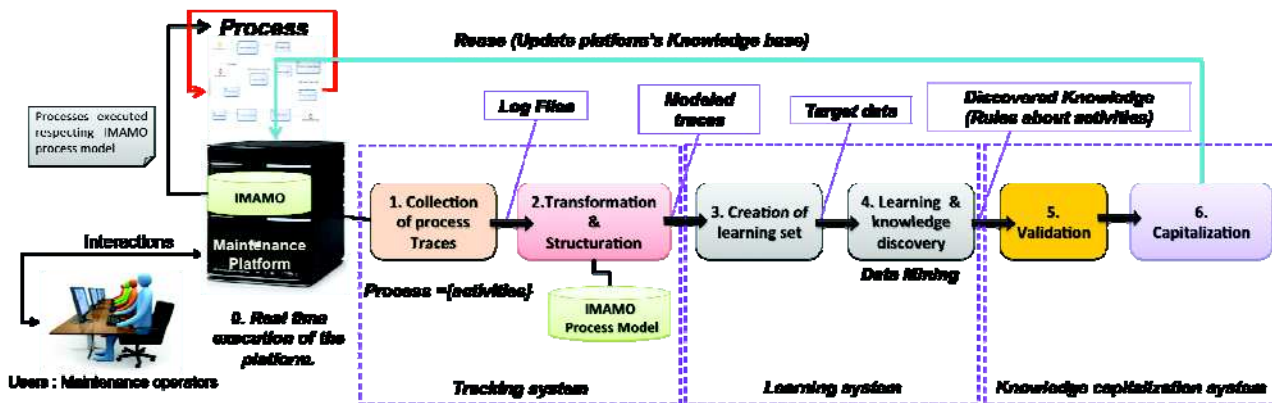 Process
Reuse (Update platform's Knowledge base)
Processes executed
respecting IMAMO
process model
Log Files
Modeled
traces
Target data
Discovered Knowledge
(Rules about activities)
IMAMO
Maintenance
Platform
Interactions
1. Collection
of process
Traces
2.Transformation
&
Structuration
3. Creation of
learning set
4. Learning &
knowledge
discovery
5.
Validation
6.
Capitalization
Data Mining
Process ={activities}
IMAMO
Process Model
0. Real time
execution of the
platform.
Users : Maintenance operators
Tracking system
Learning system
Knowledge capitalization system